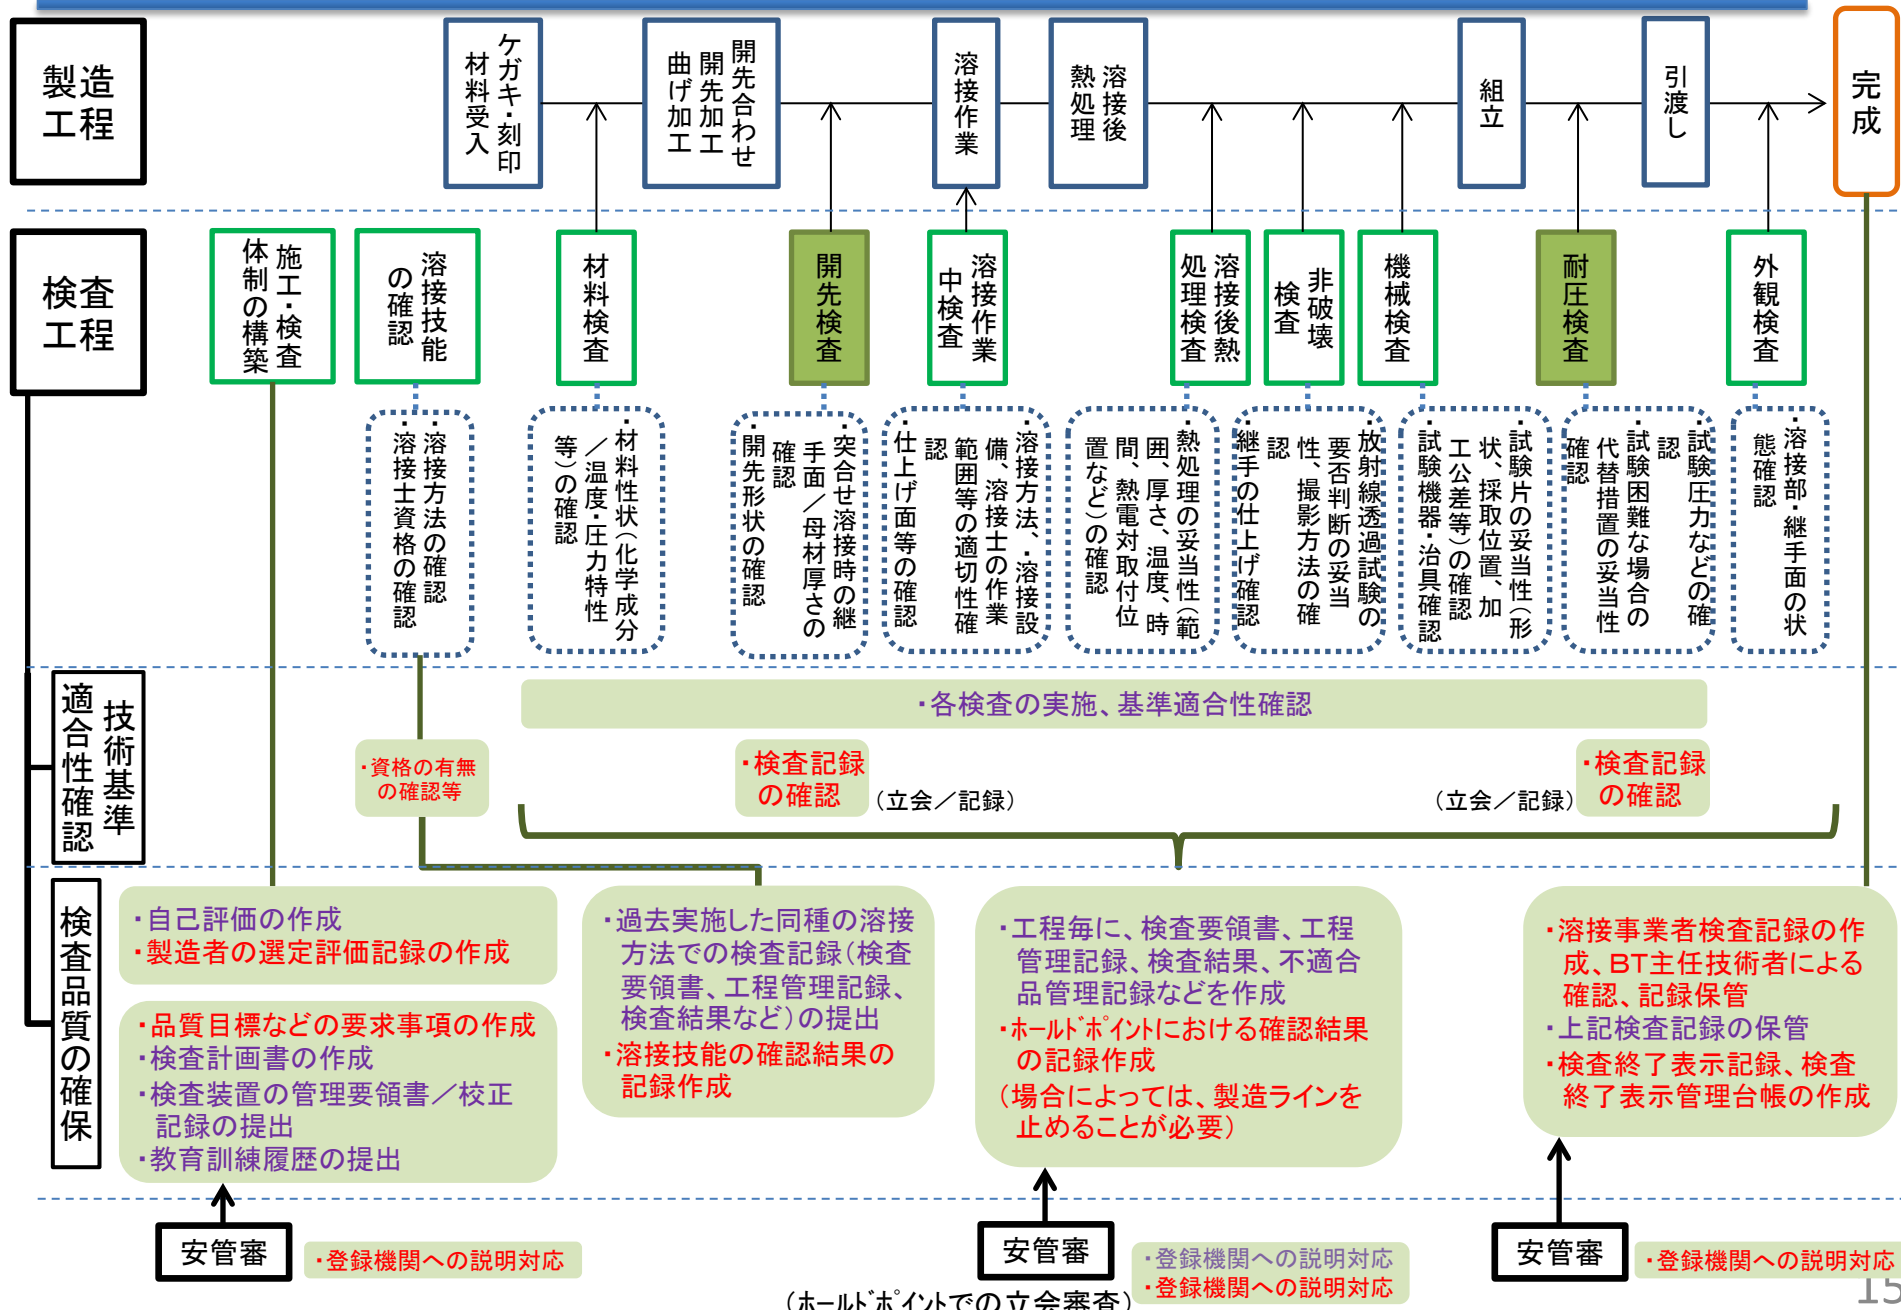 製造
工程
ケガキ・刻印
材料受入
開先合わせ
開先加工
曲げ加工
溶接作業
溶接後
熱処理
組立
引渡し
完成
検査
工程
施工・検査
体制の構築
溶接技能
の確認
材料検査
開先検査
溶接作業
中検査
溶接後熱
処理検査
非破壊
検査
機械検査
耐圧検査
外観検査
・溶接方法の確認
・溶接士資格の確認
・材料性状(化学成分
／温度・圧力特性
等)の確認
・突合せ溶接時の継
手面／母材厚さの
確認
・開先形状の確認
・溶接方法、・溶接設
備、溶接士の作業
範囲等の適切性確
認
・仕上げ面等の確認
・熱処理の妥当性(範
囲、厚さ、温度、時
間、熱電対取付位
置など)の確認
・放射線透過試験の
要否判断の妥当
性、撮影方法の確
認
・継手の仕上げ確認
・試験片の妥当性(形
状、採取位置、加
工公差等)の確認
・試験機器・治具確認
・試験圧力などの確
認
・試験困難な場合の
代替措置の妥当性
確認
・溶接部・継手面の状
態確認
技術基準
適合性確認
・各検査の実施、基準適合性確認
・資格の有無
の確認等
・検査記録
の確認
（立会／記録）
（立会／記録）
・検査記録
の確認
検査品質の確保
・自己評価の作成
・製造者の選定評価記録の作成
・品質目標などの要求事項の作成
・検査計画書の作成
・検査装置の管理要領書／校正
記録の提出
・教育訓練履歴の提出
・過去実施した同種の溶接
方法での検査記録(検査
要領書、工程管理記録、
検査結果など)の提出
・溶接技能の確認結果の
記録作成
・工程毎に、検査要領書、工程
管理記録、検査結果、不適合
品管理記録などを作成
・ﾎｰﾙﾄﾞﾎﾟｲﾝﾄにおける確認結果
の記録作成
（場合によっては、製造ラインを
止めることが必要）
・溶接事業者検査記録の作
成、ＢＴ主任技術者による
確認、記録保管
・上記検査記録の保管
・検査終了表示記録、検査
終了表示管理台帳の作成
安管審
・登録機関への説明対応
安管審
・登録機関への説明対応
・登録機関への説明対応
安管審
・登録機関への説明対応
（ﾎｰﾙﾄﾞﾎﾟｲﾝﾄでの立会審査）
15